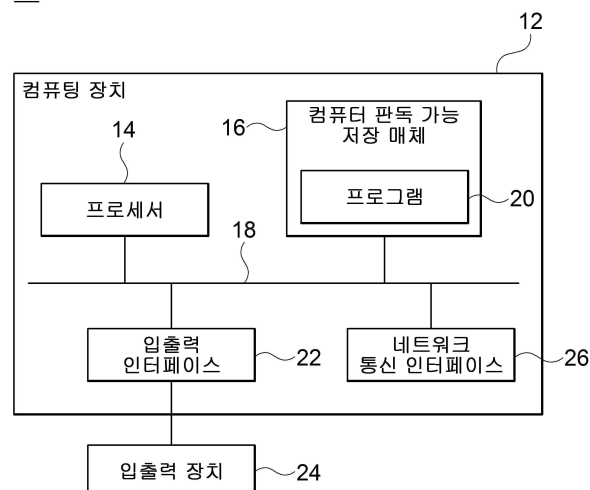 12
컴퓨팅 장치
14
프로세서
16
컴퓨터 판독 가능
저장 매체
프로그램
20
18
입출력
인터페이스
22
네트워크
통신 인터페이스
26
입출력 장치
24